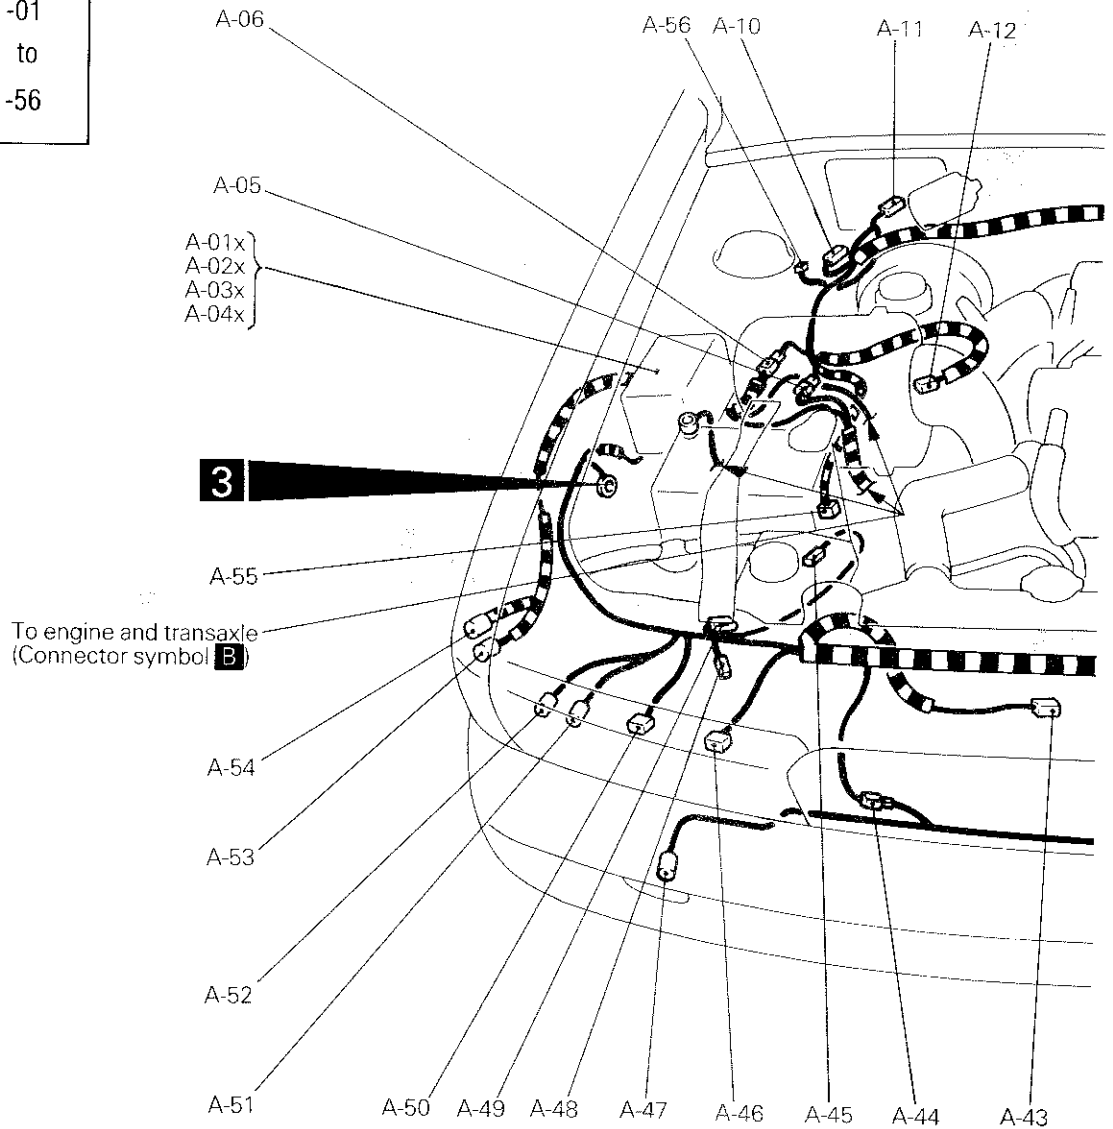 -01
to
-56
A-06
A-56
A-10
A-11
A-12
A-05
A-01x
A-02x
A-03x
A-04x
3
A-55
To engine and transaxle
(Connector symbol B)
A-54
A-53
A-52
A-51
A-50
A-49
A-48
A-47
A-46
A-45
A-44
A-43